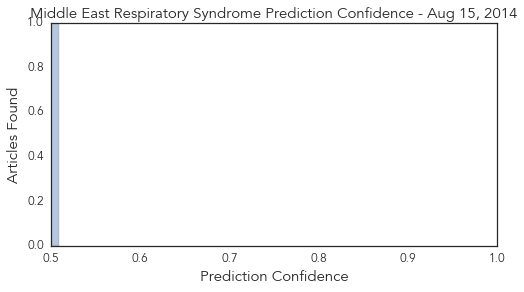 Middle East Respiratory Syndrome Prediction Confidence - Aug 15, 2014
1.0
0.8
0.6
0.4
0.2
0.0
Articles Found
0.5 0.6 0.7 0.8 0.9 1.0
Prediction Confidence